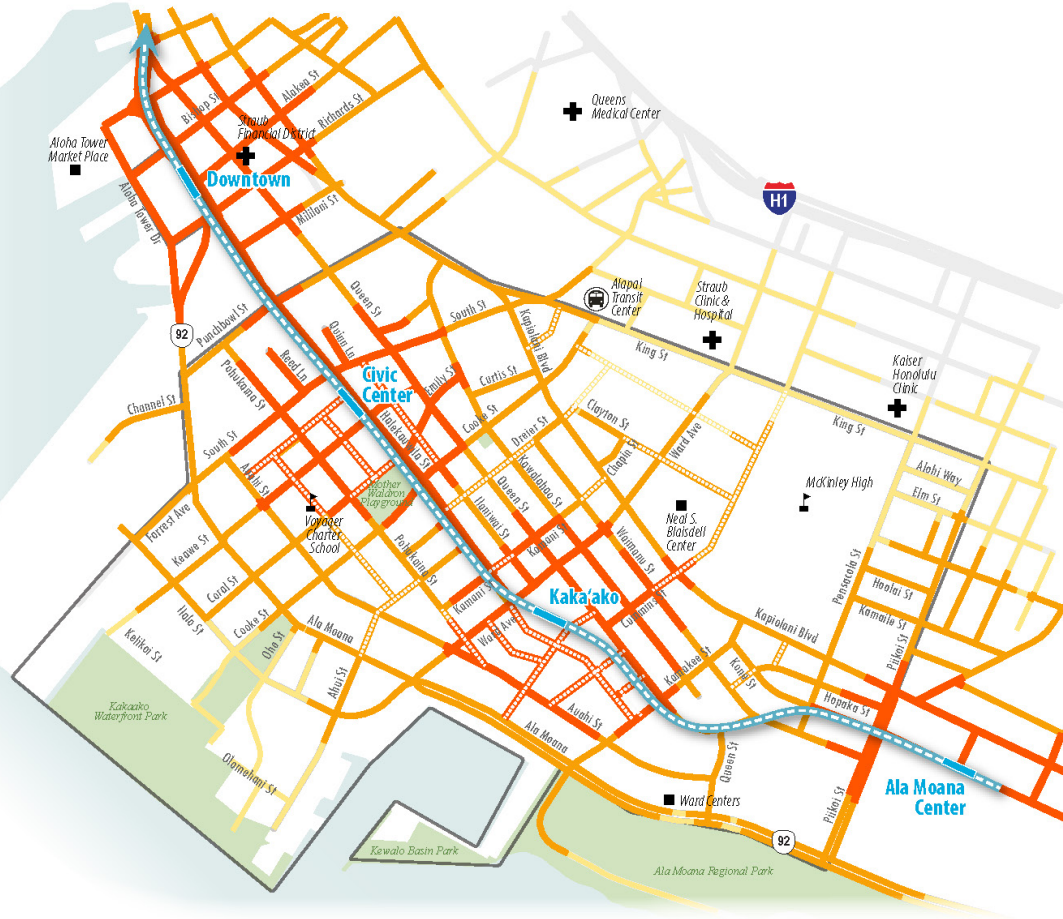 Alakea St
Bishop St
Richards St
Queens
Medical Center
Straub
Financial District
Aloha Tower
Market Place
Downtown
H1
Aloha Tower Dr
Mililani St
Alapai
Transit
Center
Straub
Clinic &
Hospital
Queen St
South St
Kapiolani Blvd
92
Punchbowl St
Quinn Ln
King St
Kaiser
Honolulu
Clinic
Reed Ln
Pohukaina St
Civic
Center
Emily St
Curtis St
Channel St
Cooke St
Clayton St
Dreier St
Ward Ave
King St
South St
Halekauwila St
Chapin St
Alohi Way
Auahi St
Kawaiahao St
McKinley High
Elm St
Mother
Waldron
Playground
Queen St
Ilaniwai St
Neal S.
Blaisdell
Center
Voyager
Charter
School
Forrest Ave
Keawe St
Pohukaina St
Kamani St
Waimanu St
Pensacola St
Coral St
Kamani St
Kaka'ako
Cummins St
Hoolai St
Kamaile St
Ilalo St
Cooke St
Ala Moana
Ward Ave
Kapiolani Blvd
Piikoi St
Kelikoi St
Oho St
Ahui St
Kamakee St
Kona St
Hopaka St
Kakaako
Waterfront Park
Auahi St
Ala Moana
Queen St
Olomehani St
Ala Moana
Center
Piikoi St
Ward Centers
92
Kewalo Basin Park
Ala Moana Regional Park